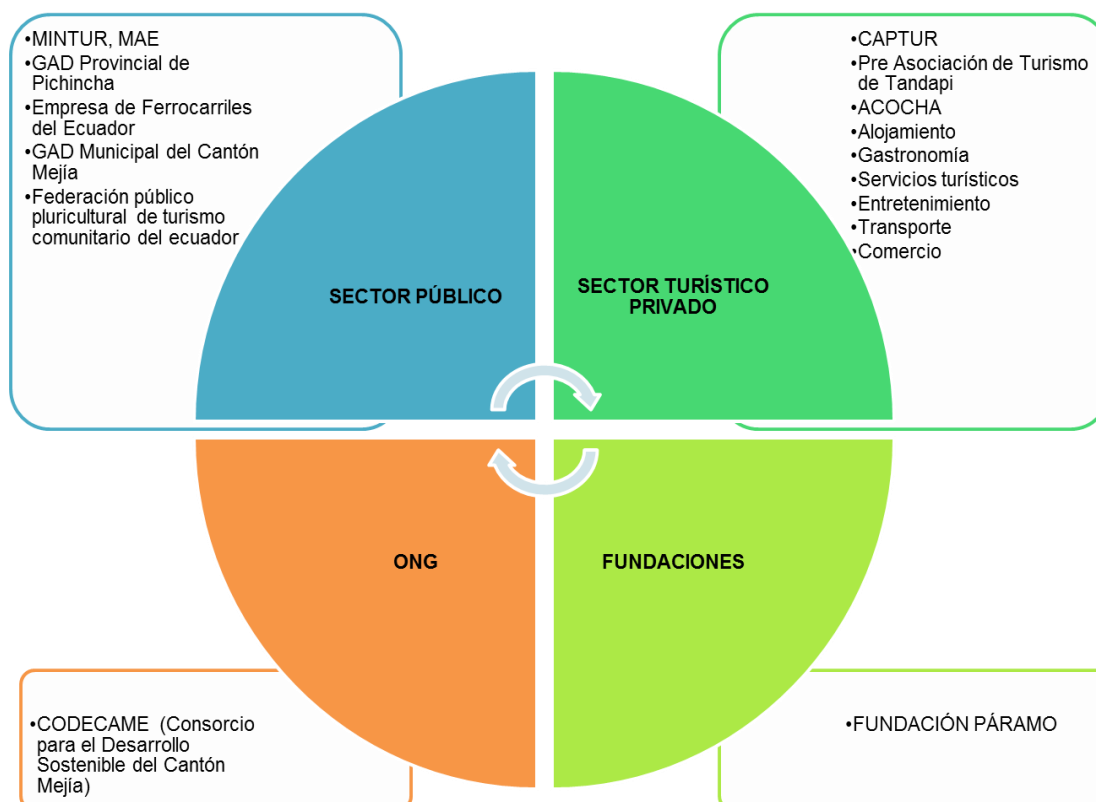 •MINTUR, MAE
•GAD Provincial de
Pichincha
•Empresa de Ferrocarriles
del Ecuador
•GAD Municipal del Cantón
Mejía
•Federación público
pluricultural de turismo
comunitario del ecuador
•CAPTUR
•Pre Asociación de Turismo
de Tandapi
•ACOCHA
•Alojamiento
•Gastronomía
•Servicios turísticos
•Entretenimiento
•Transporte
•Comercio
SECTOR PÚBLICO
SECTOR TURÍSTICO
PRIVADO
ONG
FUNDACIONES
•CODECAME (Consorcio
para el Desarrollo
Sostenible del Cantón
Mejía)
•FUNDACIÓN PÁRAMO